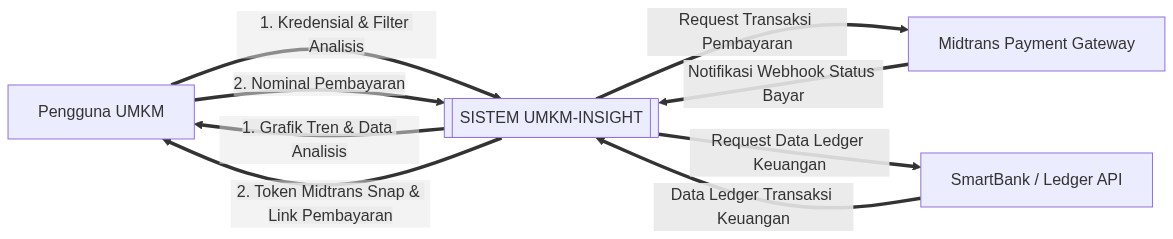 1. Kredensial & Filter
Analisis
2. Nominal Pembayaran
Pengguna UMKM
1. Grafik Tren & Data
Analisis
2. Token Midtrans Snap &
Link Pembayaran
SISTEM UMKM-INSIGHT
Request Transaksi
Pembayaran
Notifikasi Webhook Status
Bayar
Request Data Ledger
Keuangan
Data Ledger Transaksi
Keuangan
Midtrans Payment Gateway
SmartBank / Ledger API